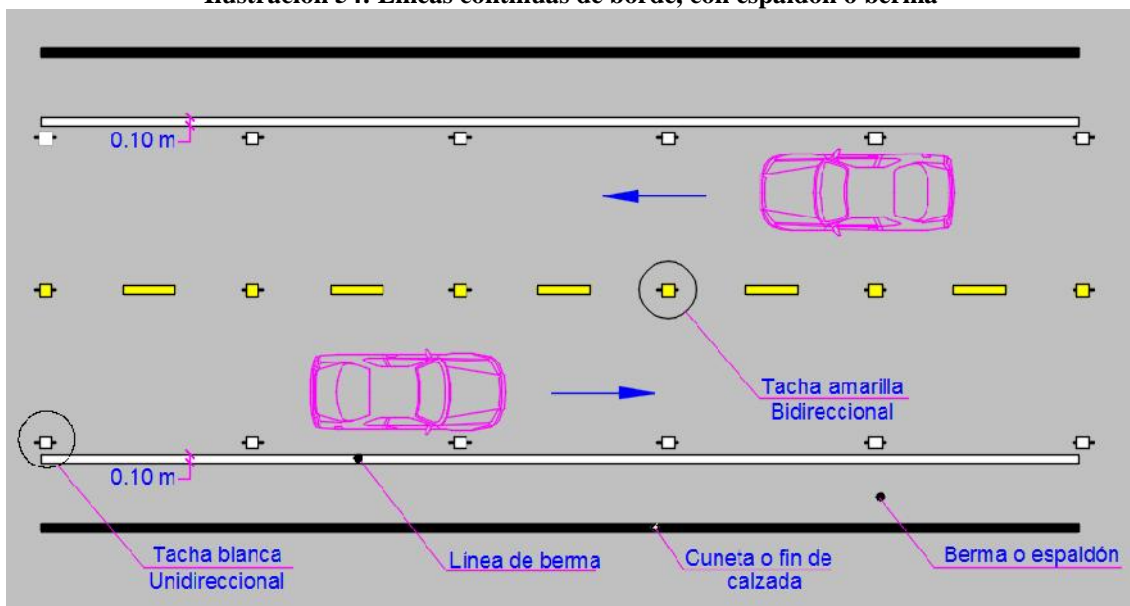 Ilustración 34. Líneas continuas de borde, con espaldón o berma
0.10 m
Tacha amarilla
Bidireccional
0.10 m
Tacha blanca
Unidireccional
Línea de berma
Cuneta o fin de
calzada
Berma o espaldón